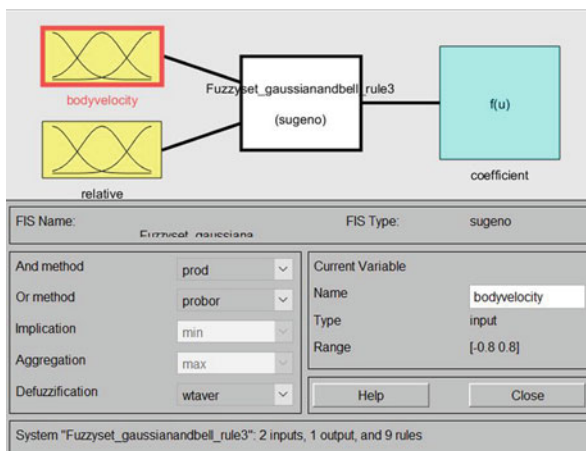 Fuzzyset_gaussianandbell_rule3
bodyvelocity
(sugeno)
f(u)
relative
coefficient
FIS Name: FIS Type: sugeno
Fuzzyset_gaussiana
And method prod
Or method probor
Implication min
Aggregation max
Defuzzification wtaver
Current Variable
Name bodyvelocity
Type input
Range [-0.8 0.8]
Help Close
System "Fuzzyset_gaussianandbell_rule3": 2 inputs, 1 output, and 9 rules